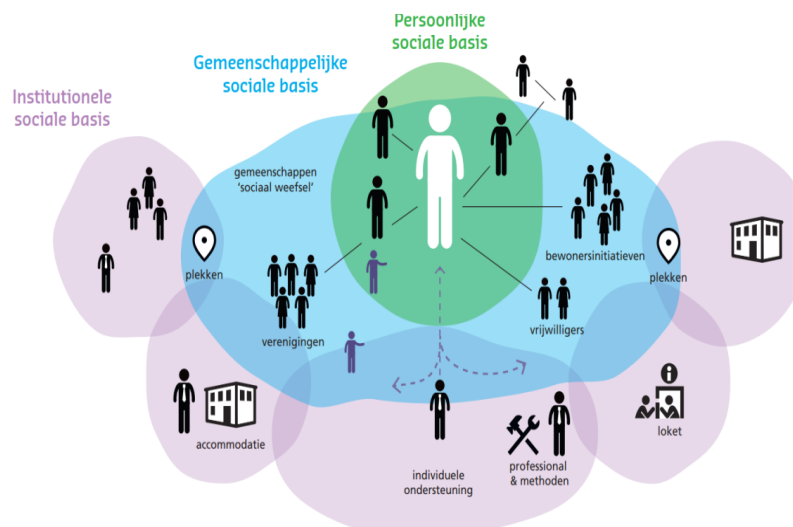 Persoonlijke
sociale basis
Gemeenschappelijke
sociale basis
Institutionele
sociale basis
gemeenschappen
'sociaal weefsel'
plekken
verenigingen
bewonersinitiatieven
plekken
vrijwilligers
accommodatie
individuele
ondersteuning
professional
& methoden
i
loket